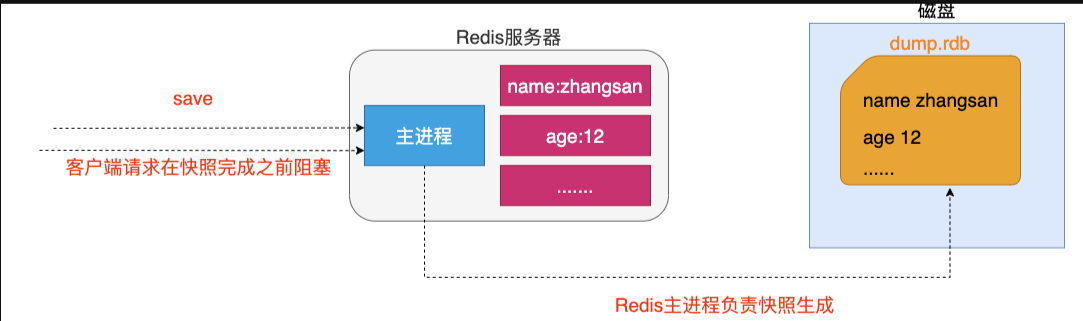 磁盘
Redis服务器
dump.rdb
name:zhangsan
save
name zhangsan
主进程
age:12
age 12
客户端请求在快照完成之前阻塞
.......
......
Redis主进程负责快照生成